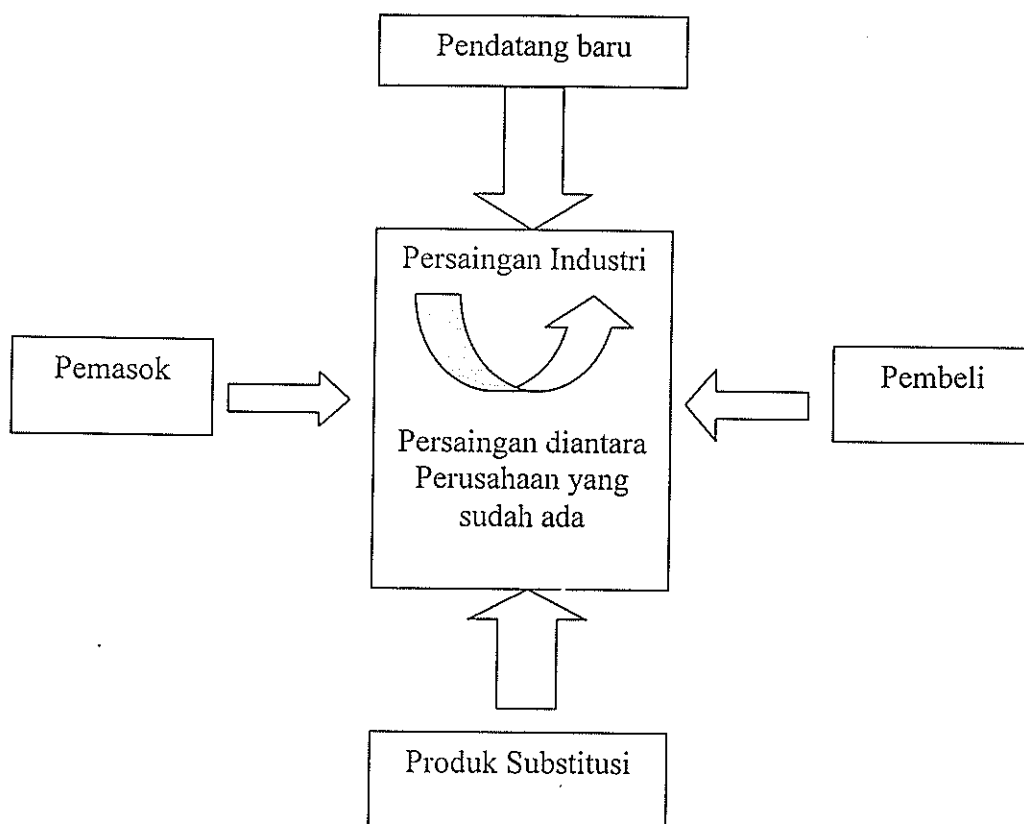 Pendatang baru
Persaingan Industri
Pemasok
Pembeli
Persaingan diantara
Perusahaan yang
sudah ada
Produk Substitusi